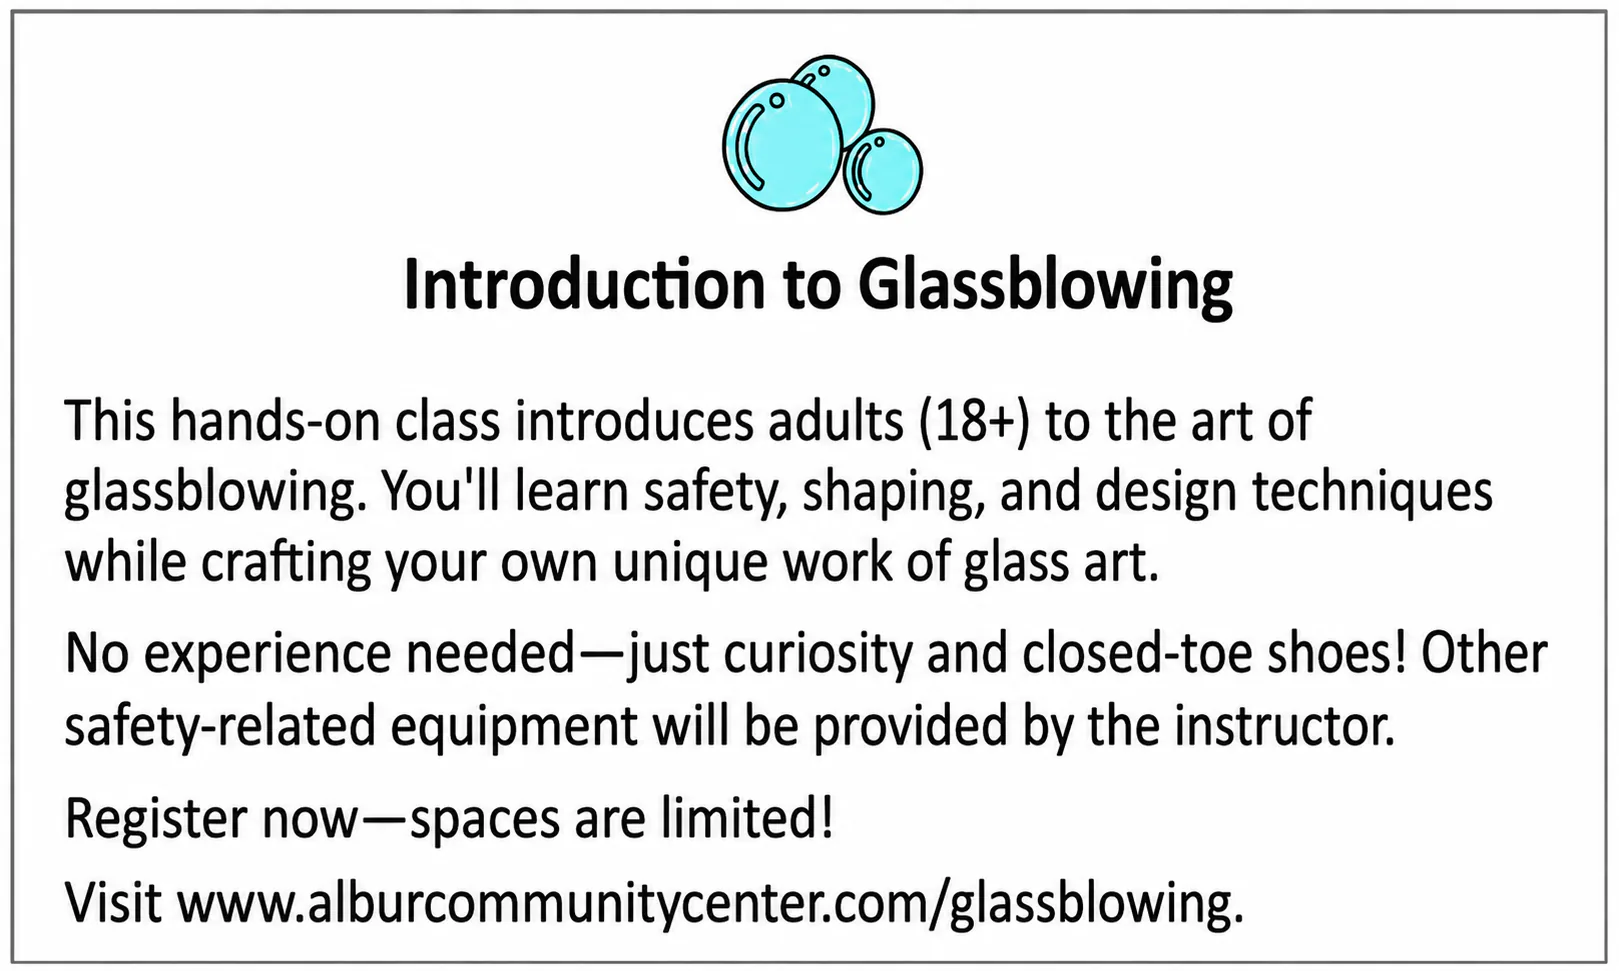 Introduction to Glassblowing
This hands-on class introduces adults (18+) to the art of
glassblowing. You'll learn safety, shaping, and design techniques
while crafting your own unique work of glass art.
No experience needed—just curiosity and closed-toe shoes! Other
safety-related equipment will be provided by the instructor.
Register now—spaces are limited!
Visit www.alburcommunitycenter.com/glassblowing.